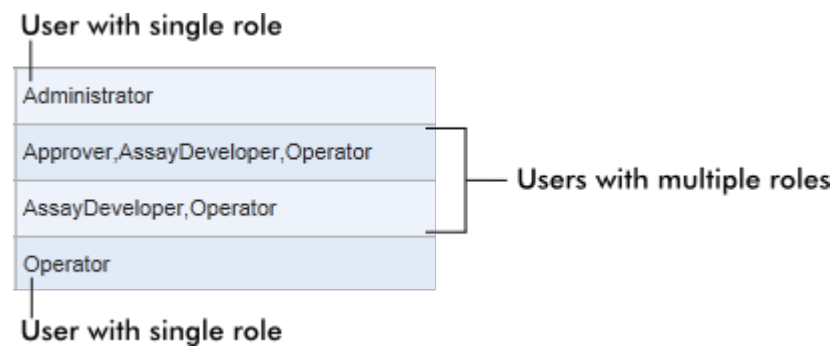 User with single role
Administrator
Approver,AssayDeveloper,Operator
Users with multiple roles
AssayDeveloper,Operator
Operator
User with single role